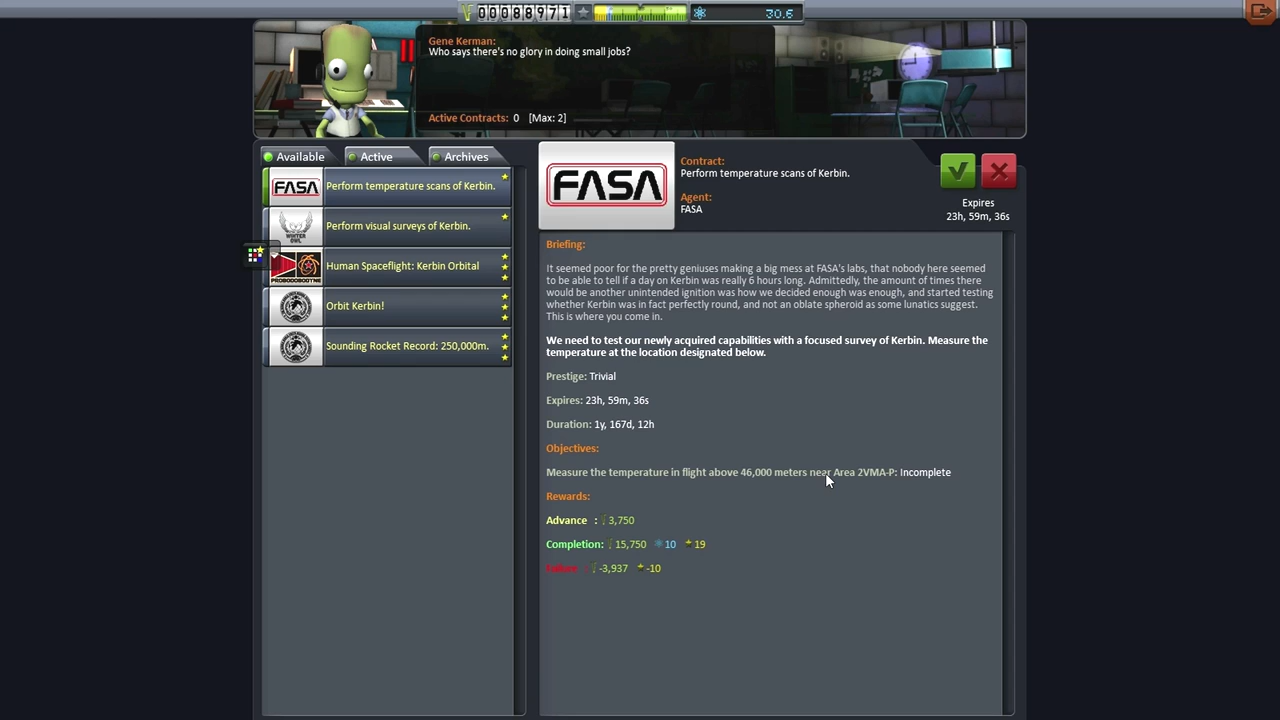 00088971
30.6
Gene Kerman:
Who says there's no glory in doing small jobs?
Active Contracts: 0 [Max: 2]
Available
Active
Archives
FASA
Perform temperature scans of Kerbin.
WINTER
OWL
Perform visual surveys of Kerbin.
PROBODOBODYNE
Human Spaceflight: Kerbin Orbital
Orbit Kerbin!
Sounding Rocket Record: 250,000m.
FASA
Contract:
Perform temperature scans of Kerbin.
Agent:
FASA
Expires
23h, 59m, 36s
Briefing:
It seemed poor for the pretty geniuses making a big mess at FASA's labs, that nobody here seemed
to be able to tell if a day on Kerbin was really 6 hours long. Admittedly, the amount of times there
would be another unintended ignition was how we decided enough was enough, and started testing
whether Kerbin was in fact perfectly round, and not an oblate spheroid as some lunatics suggest.
This is where you come in.
We need to test our newly acquired capabilities with a focused survey of Kerbin. Measure the
temperature at the location designated below.
Prestige: Trivial
Expires: 23h, 59m, 36s
Duration: 1y, 167d, 12h
Objectives:
Measure the temperature in flight above 46,000 meters near Area 2VMA-P: Incomplete
Rewards:
Advance : 3,750
Completion: 15,750 10 19
Failure : -3,937 -10